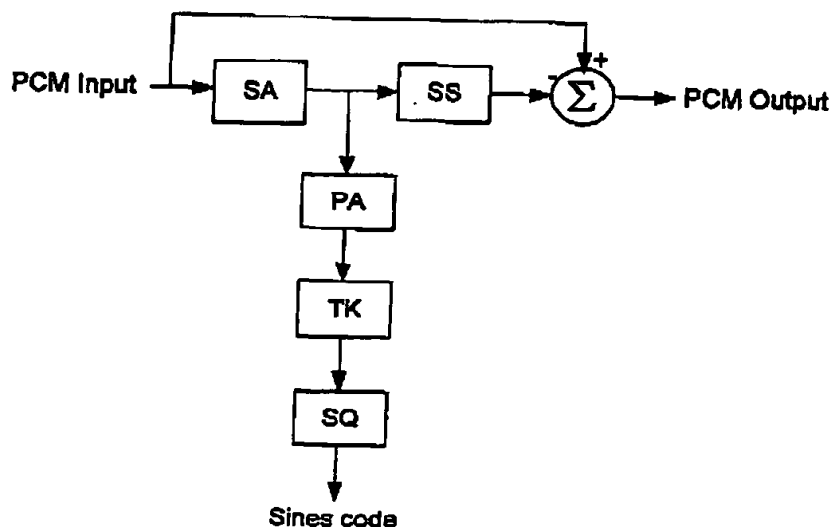 PCM Input
SA
SS
- + Σ
PCM Output
PA
TK
SQ
Sines code